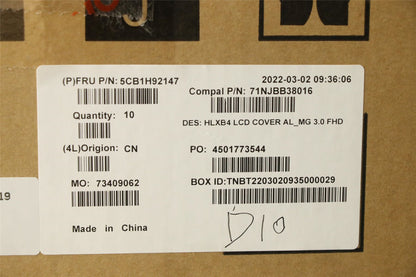 (P)FRU P/N: 5CB1H92147
2022-03-02 09:36:06
Compal P/N: 71NJBB38016
Quantity: 10
DES: HLXB4 LCD COVER AL_MG 3.0 FHD
(4L)Origion: CN
PO: 4501773544
MO: 73409062
BOX ID:TNBT2203020935000029
Made in China
D10
19